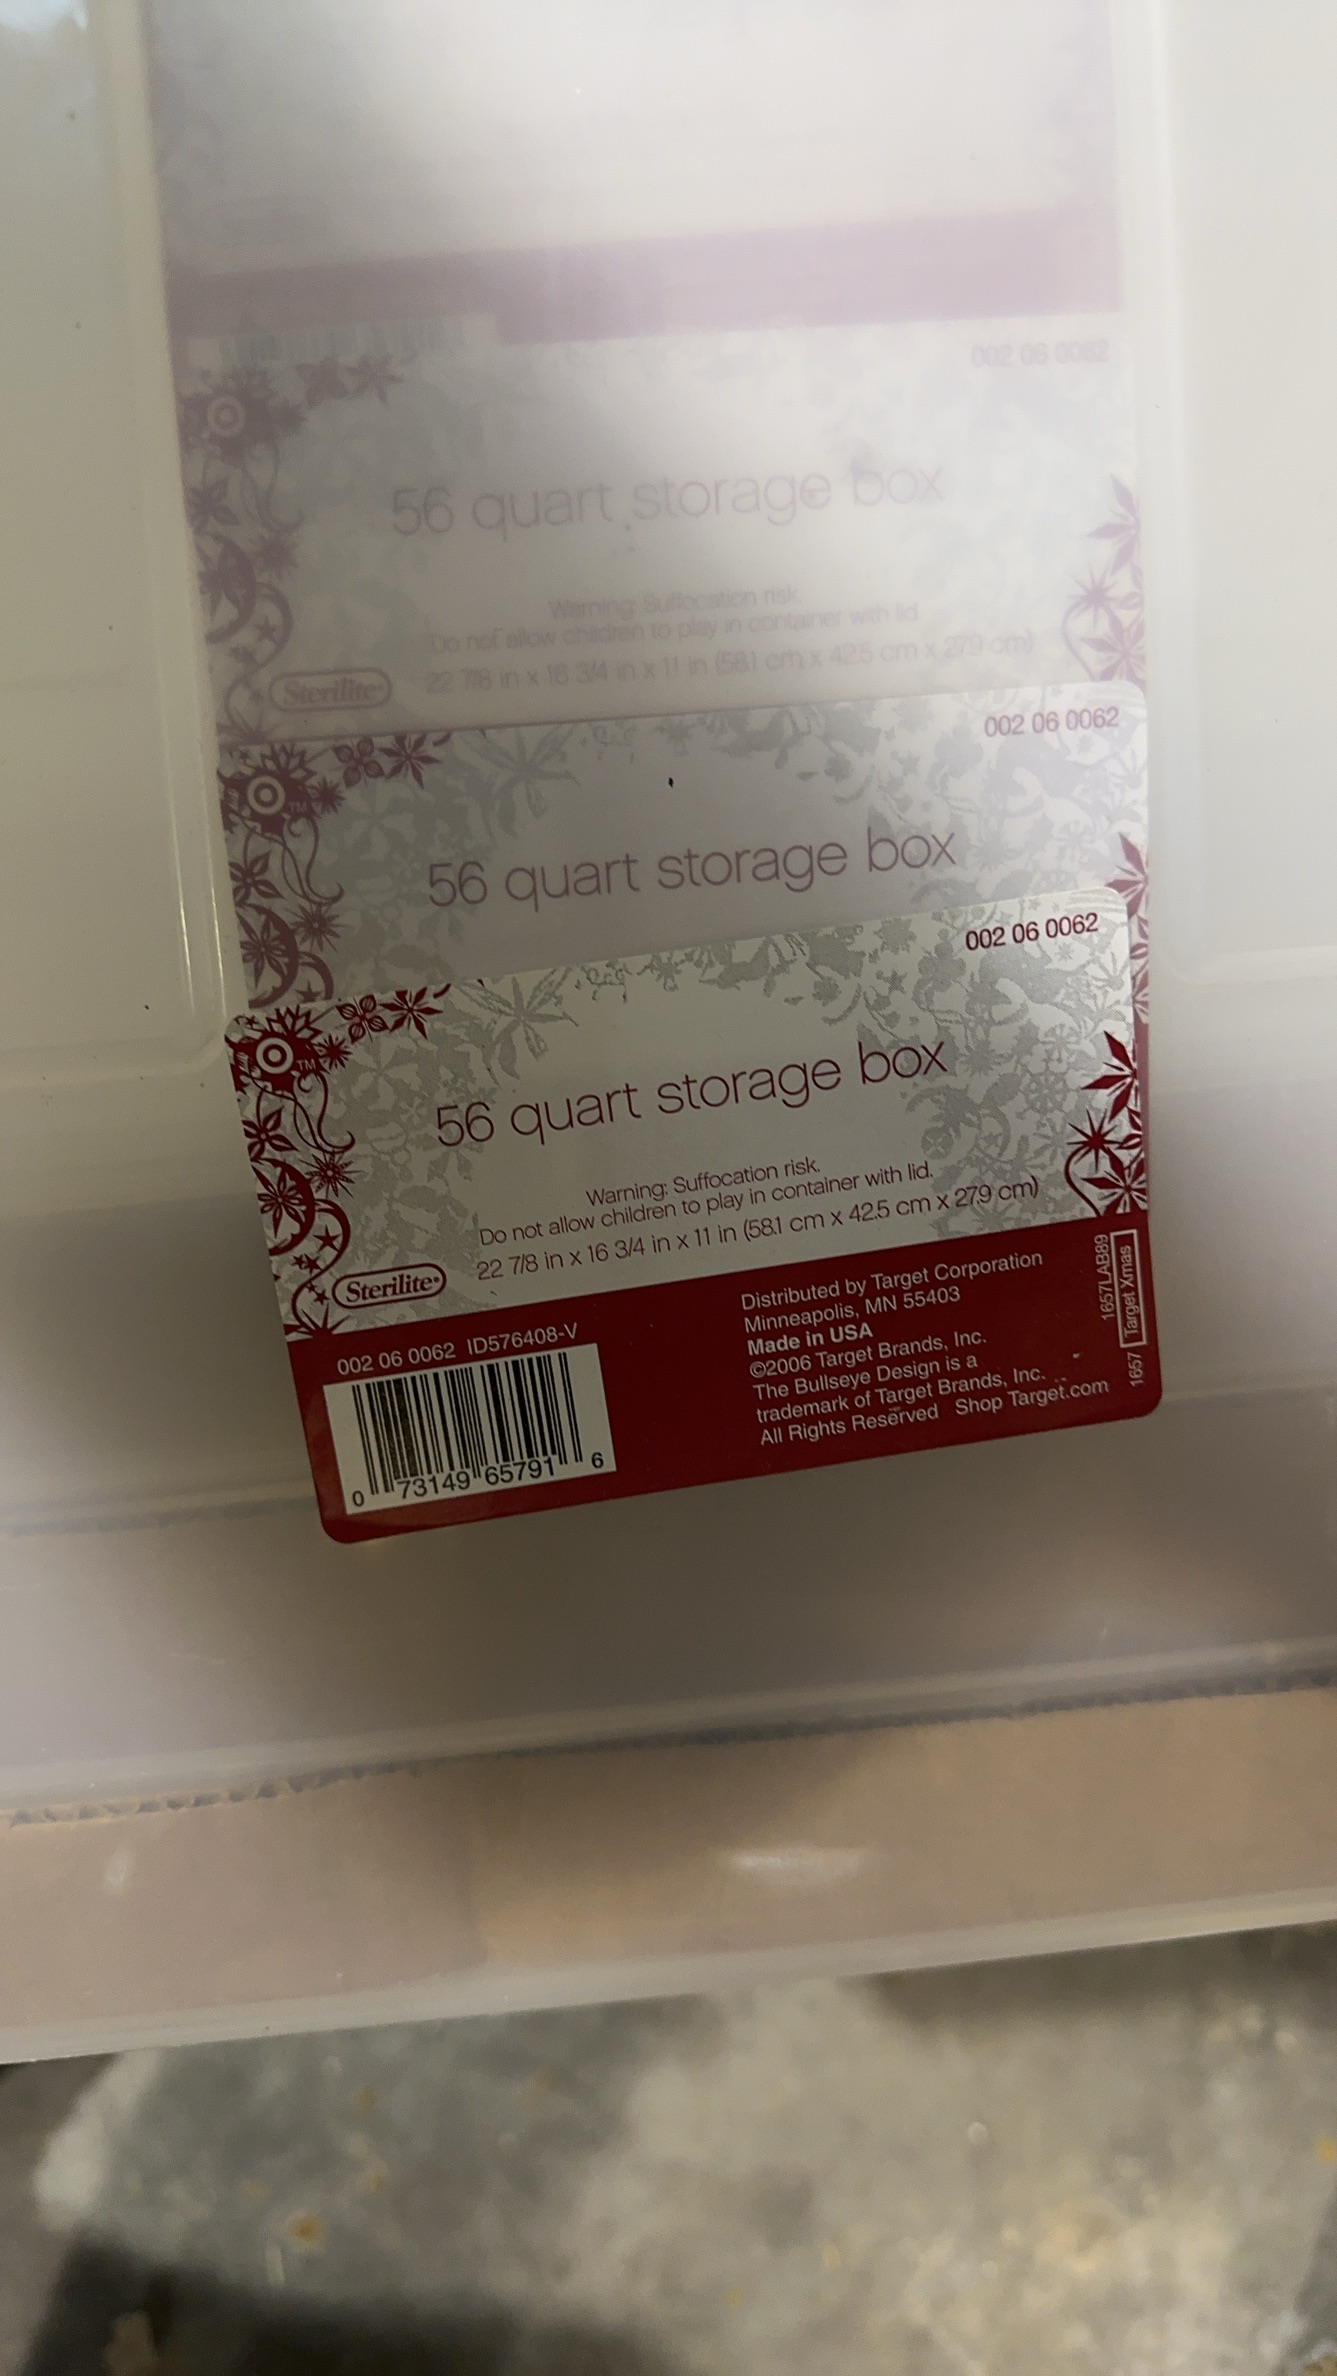 002 06 0062
56 quart storage box
Warning: Suffocation risk.
Do not allow children to play in container with lid.
22 7/8 in x 16 3/4 in x 11 in (58.1 cm x 42.5 cm x 27.9 cm)
Sterilite
002 06 0062
TM
56 quart storage box
002 06 0062
TM
56 quart storage box
Warning: Suffocation risk.
Do not allow children to play in container with lid.
22 7/8 in x 16 3/4 in x 11 in (58.1 cm x 42.5 cm x 27.9 cm)
Sterilite®
002 06 0062 ID576408-V
0 73149 65791 6
Distributed by Target Corporation
Minneapolis, MN 55403
Made in USA
©2006 Target Brands, Inc.
The Bullseye Design is a
trademark of Target Brands, Inc.
All Rights Reserved Shop Target.com
1657LAB89
1657 Target Xmas